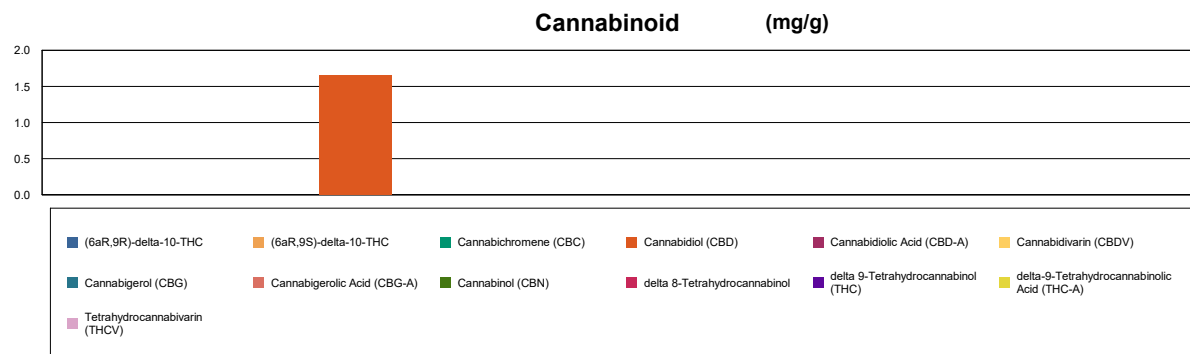 Cannabinoid (mg/g)
2.0
1.5
1.0
0.5
0.0
(6aR,9R)-delta-10-THC
(6aR,9S)-delta-10-THC
Cannabichromene (CBC)
Cannabidiol (CBD)
Cannabidiolic Acid (CBD-A)
Cannabidivarin (CBDV)
Cannabigerol (CBG)
Cannabigerolic Acid (CBG-A)
Cannabinol (CBN)
delta 8-Tetrahydrocannabinol
delta 9-Tetrahydrocannabinol
(THC)
delta-9-Tetrahydrocannabinolic
Acid (THC-A)
Tetrahydrocannabivarin
(THCV)